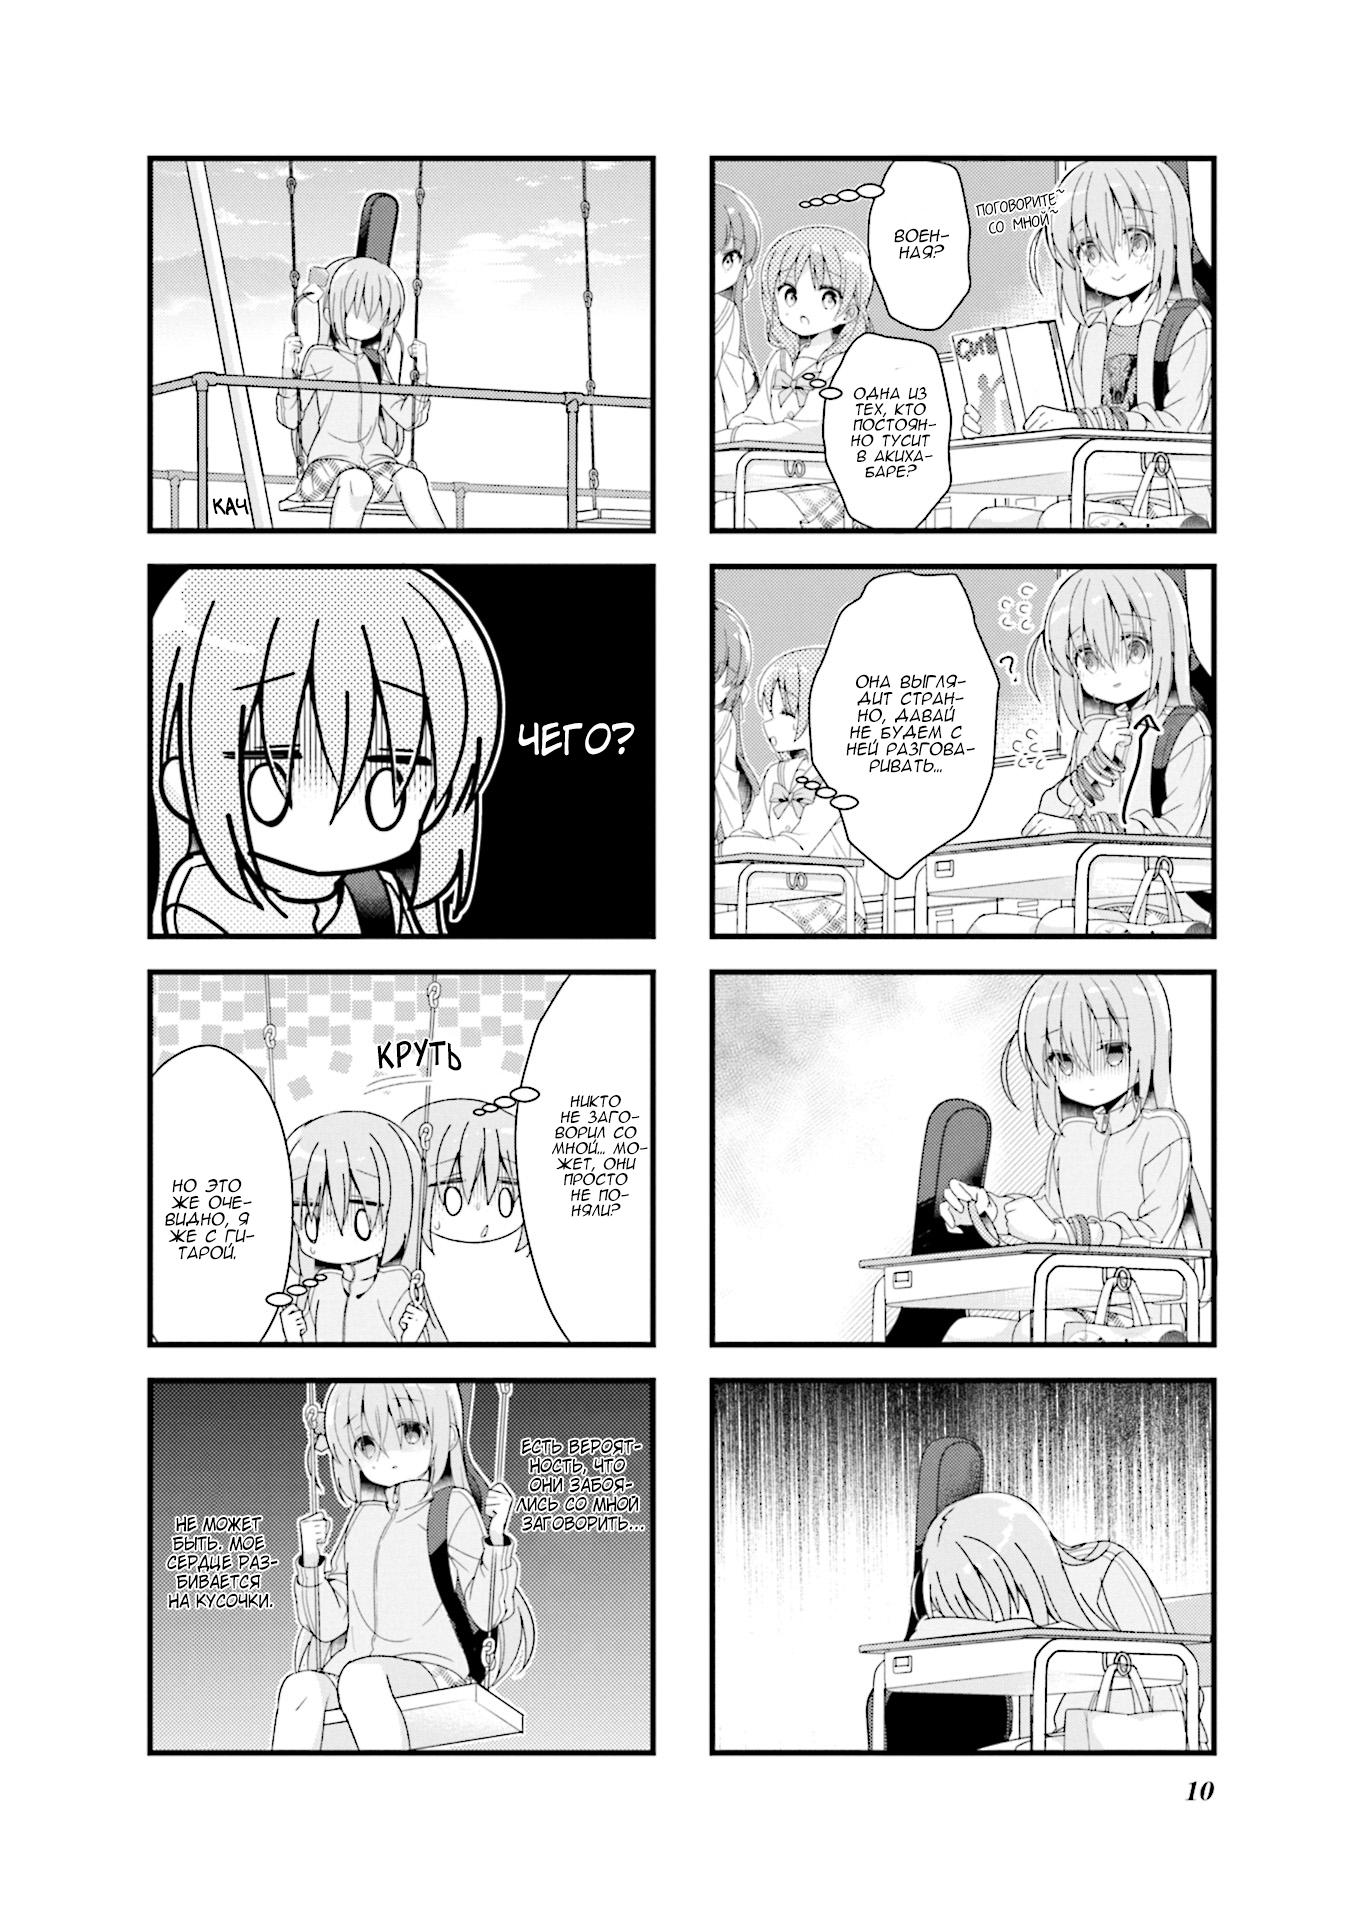 ПОГОВОРИТЕ~
СО МНОЙ~
ВОЕН-
НАЯ?
ОДНА ИЗ
ТЕХ, КТО
ПОСТОЯН-
НО ТУСИТ
В АКИХА-
БАРЕ?
ОНА ВЫГЛЯ-
ДИТ СТРАН-
НО, ДАВАЙ
НЕ БУДЕМ С
НЕЙ РАЗГОВА-
РИВАТЬ...
?
КАЧ
ЧЕГО?
КРУТЬ
НИКТО
НЕ ЗАГО-
ВОРИЛ СО
МНОЙ... МО-
ЖЕТ, ОНИ
ПРОСТО
НЕ ПО-
НЯЛИ?
НО ЭТО
ЖЕ ОЧЕ-
ВИДНО, Я
ЖЕ С ГИ-
ТАРОЙ.
ЕСТЬ ВЕРОЯТ-
НОСТЬ, ЧТО
ОНИ ЗАБОЯ-
ЛИСЬ СО МНОЙ
ЗАГОВОРИТЬ...
НЕ МОЖЕТ
БЫТЬ. МОЕ
СЕРДЦЕ РАЗ-
БИВАЕТСЯ
НА КУСОЧКИ.
10